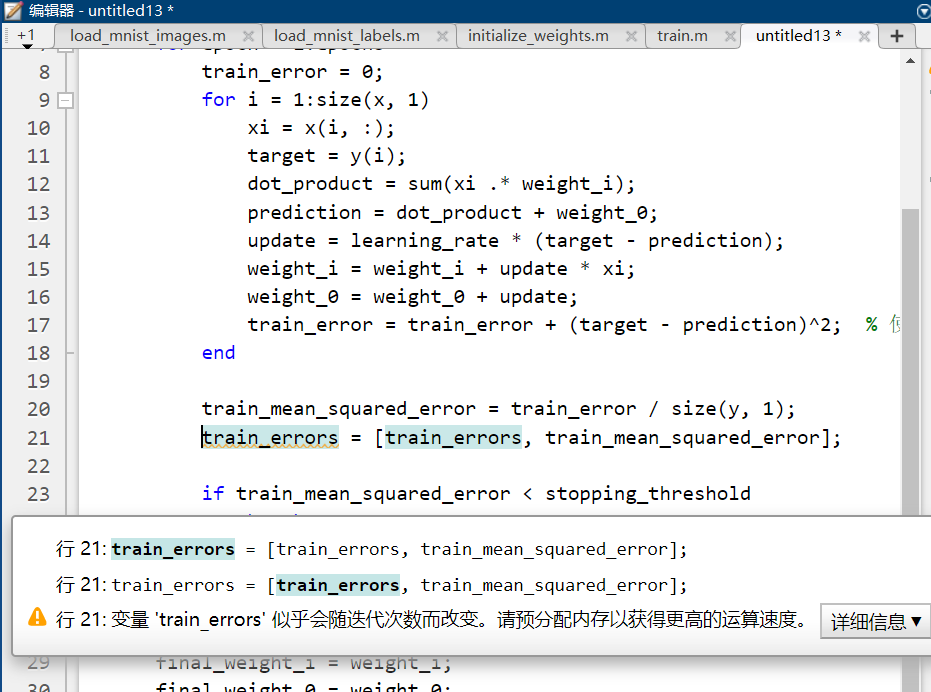 编辑器 - untitled13 *
+1 load_mnist_images.m load_mnist_labels.m initialize_weights.m train.m untitled13 * +
8 train_error = 0;
9 for i = 1:size(x, 1)
10 xi = x(i, :);
11 target = y(i);
12 dot_product = sum(xi .* weight_i);
13 prediction = dot_product + weight_0;
14 update = learning_rate * (target - prediction);
15 weight_i = weight_i + update * xi;
16 weight_0 = weight_0 + update;
17 train_error = train_error + (target - prediction)^2; %
18 end
19
20 train_mean_squared_error = train_error / size(y, 1);
21 train_errors = [train_errors, train_mean_squared_error];
22
23 if train_mean_squared_error < stopping_threshold
行 21: train_errors = [train_errors, train_mean_squared_error];
行 21: train_errors = [train_errors, train_mean_squared_error];
行 21: 变量 'train_errors' 似乎会随迭代次数而改变。请预分配内存以获得更高的运算速度。 详细信息▼
29 final_weight_i = weight_i;
30 final_weight_0 = weight_0;